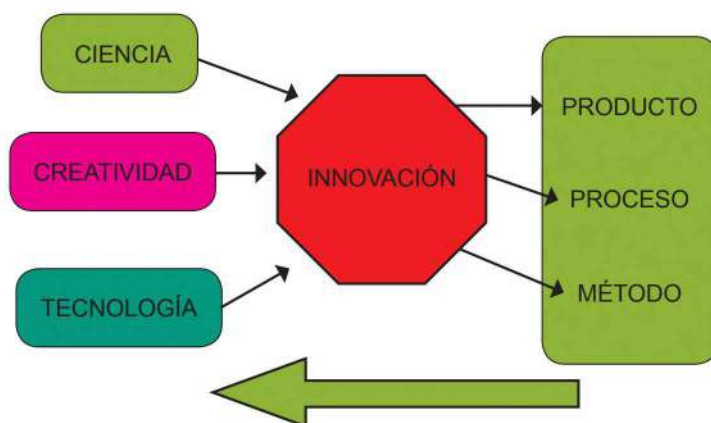 CIENCIA
CREATIVIDAD
TECNOLOGÍA
INNOVACIÓN
PRODUCTO
PROCESO
MÉTODO